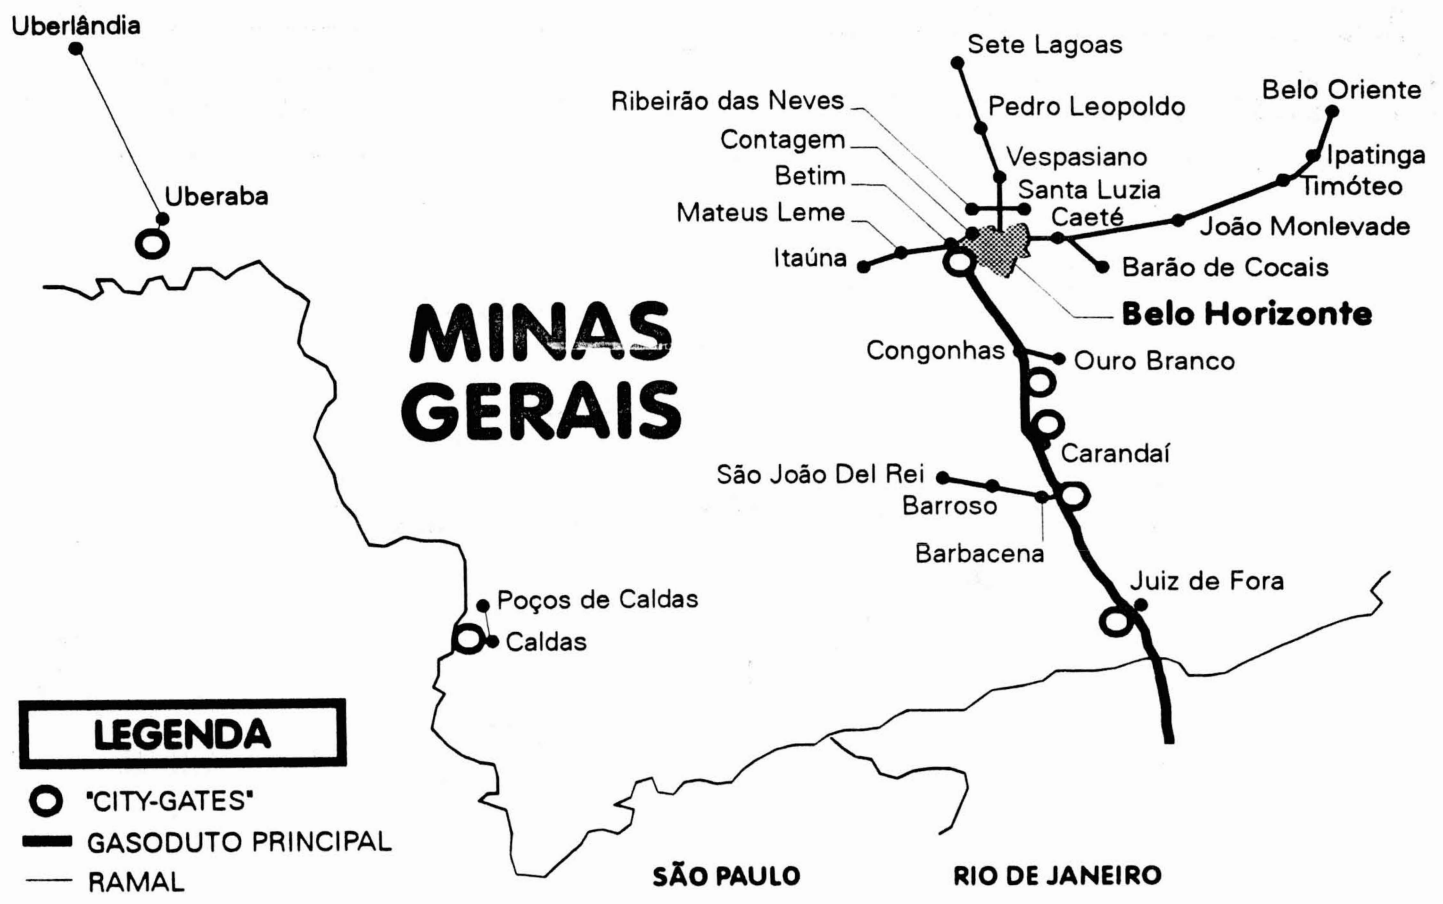 Uberlândia
Sete Lagoas
Ribeirão das Neves
Belo Oriente
Pedro Leopoldo
Contagem
Vespasiano
Ipatinga
Betim
Santa Luzia
Timóteo
Uberaba
Mateus Leme
Caeté
João Monlevade
Itaúna
Barão de Cocais
Belo Horizonte
MINAS
GERAIS
Congonhas
Ouro Branco
Carandaí
São João Del Rei
Barroso
Barbacena
Juiz de Fora
Poços de Caldas
Caldas
LEGENDA
"CITY-GATES"
GASODUTO PRINCIPAL
RAMAL
SÃO PAULO
RIO DE JANEIRO